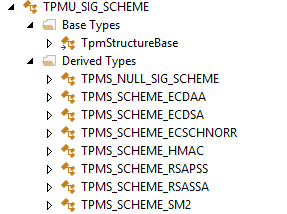 TPMU_SIG_SCHEME
Base Types
TpmStructureBase
Derived Types
TPMS_NULL_SIG_SCHEME
TPMS_SCHEME_ECDAA
TPMS_SCHEME_ECDSA
TPMS_SCHEME_ECSCHNORR
TPMS_SCHEME_HMAC
TPMS_SCHEME_RSAPSS
TPMS_SCHEME_RSASSA
TPMS_SCHEME_SM2